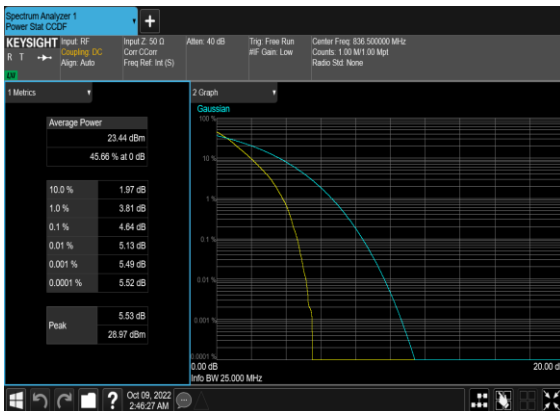 Spectrum Analyzer 1
Power Stat CCDF
KEYSIGHT
R T
LV
Input: RF
Coupling: DC
Align: Auto
Input Z: 50 Ω
Corr CCorr
Freq Ref: Int (S)
Atten: 40 dB
Trig: Free Run
#IF Gain: Low
Center Freq: 836.500000 MHz
Counts: 1.00 M/1.00 Mpt
Radio Std: None
1 Metrics
Average Power
23.44 dBm
45.66 % at 0 dB
10.0 % 1.97 dB
1.0 % 3.81 dB
0.1 % 4.64 dB
0.01 % 5.13 dB
0.001 % 5.49 dB
0.0001 % 5.52 dB
Peak
5.53 dB
28.97 dBm
2 Graph
Gaussian
100 %
10 %
1 %
0.1 %
0.01 %
0.001 %
0.0001 %
0.00 dB
20.00 d
Info BW 25.000 MHz
Oct 09, 2022
2:46:27 AM